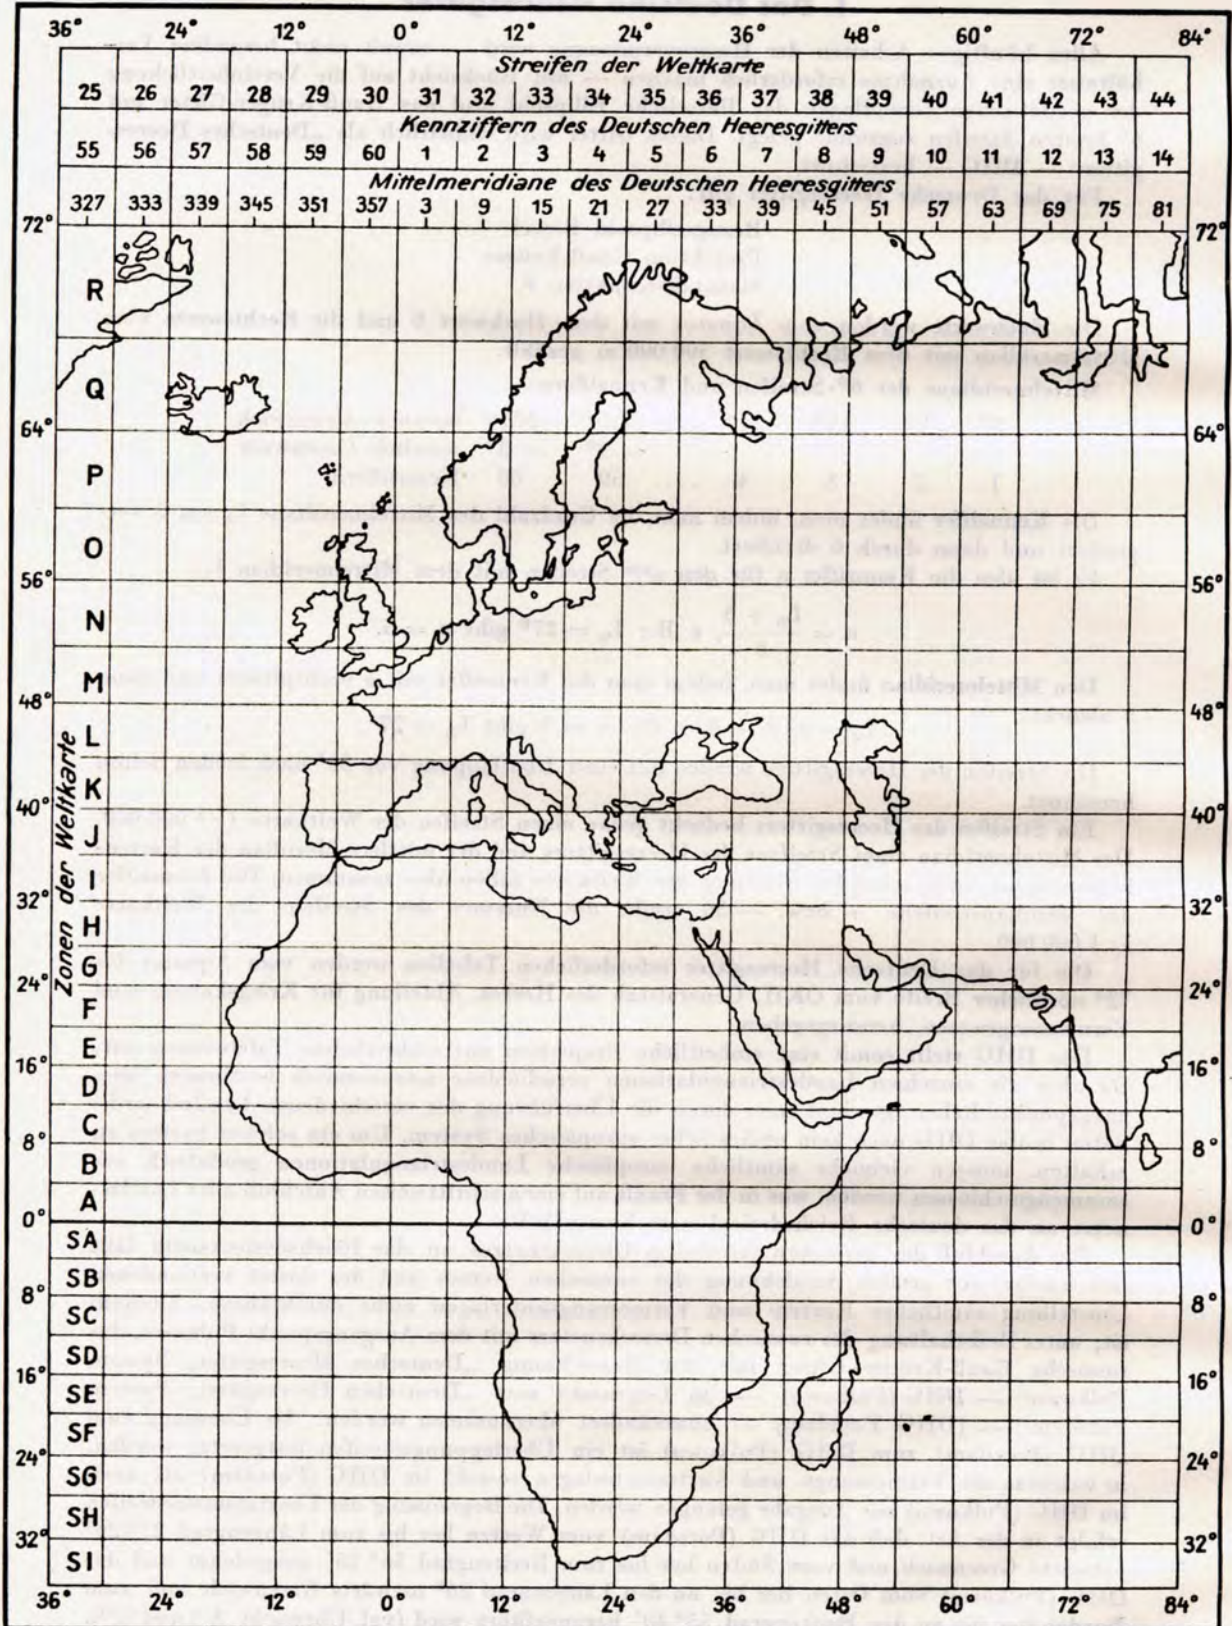 36° 24° 12° 0° 12° 24° 36° 48° 60° 72° 84°
Streifen der Weltkarte
25 26 27 28 29 30 31 32 33 34 35 36 37 38 39 40 41 42 43 44
Kennziffern des Deutschen Heeresgitters
55 56 57 58 59 60 1 2 3 4 5 6 7 8 9 10 11 12 13 14
Mittelmeridiane des Deutschen Heeresgitters
327 333 339 345 351 357 3 9 15 21 27 33 39 45 51 57 63 69 75 81
72° 72°
R
Q
64° 64°
P
O
56° 56°
N
M
48° 48°
L
Zonen der Weltkarte
K
40° 40°
J
I
32° 32°
H
G
24° 24°
F
E
16° 16°
D
C
8° 8°
B
A
0° 0°
SA
SB
8° 8°
SC
SD
16° 16°
SE
SF
24° 24°
SG
SH
32° 32°
SI
36° 24° 12° 0° 12° 24° 36° 48° 60° 72° 84°